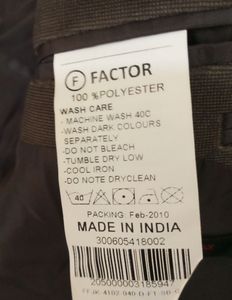 F FACTOR
100 %POLYESTER
WASH CARE
- MACHINE WASH 40C
- WASH DARK COLOURS
SEPARATELY
- DO NOT BLEACH
- TUMBLE DRY LOW
- COOL IRON
- DO NOTE DRYCLEAN
40
PACKING: Feb-2010
MADE IN INDIA
300605418002
2050000031859